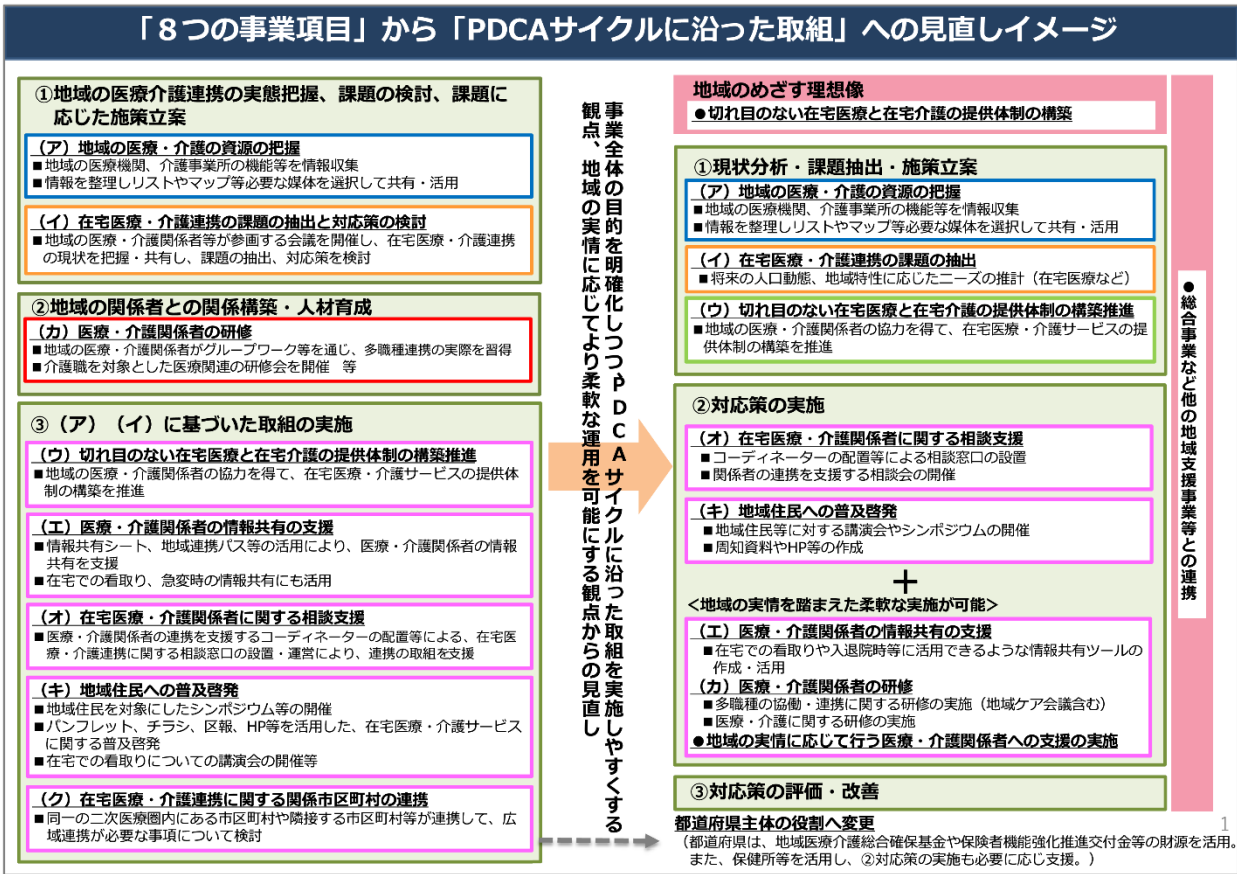 「８つの事業項目」から「PDCAサイクルに沿った取組」への見直しイメージ
①地域の医療介護連携の実態把握、課題の検討、課題に
応じた施策立案
（ア）地域の医療・介護の資源の把握
■地域の医療機関、介護事業所の機能等を情報収集
■情報を整理しリストやマップ等必要な媒体を選択して共有・活用
（イ）在宅医療・介護連携の課題の抽出と対応策の検討
■地域の医療・介護関係者等が参画する会議を開催し、在宅医療・介護連携
の現状を把握・共有し、課題の抽出、対応策を検討
②地域の関係者との関係構築・人材育成
（カ）医療・介護関係者の研修
■地域の医療・介護関係者がグループワーク等を通じ、多職種連携の実際を習得
■介護職を対象とした医療関連の研修会を開催　等
③（ア）（イ）に基づいた取組の実施
（ウ）切れ目のない在宅医療と在宅介護の提供体制の構築推進
■地域の医療・介護関係者の協力を得て、在宅医療・介護サービスの提供体
制の構築を推進
（エ）医療・介護関係者の情報共有の支援
■情報共有シート、地域連携パス等の活用により、医療・介護関係者の情報
共有を支援
■在宅での看取り、急変時の情報共有にも活用
（オ）在宅医療・介護関係者に関する相談支援
■医療・介護関係者の連携を支援するコーディネーターの配置等による、在宅医
療・介護連携に関する相談窓口の設置・運営により、連携の取組を支援
（キ）地域住民への普及啓発
■地域住民を対象にしたシンポジウム等の開催
■パンフレット、チラシ、区報、HP等を活用した、在宅医療・介護サービス
に関する普及啓発
■在宅での看取りについての講演会の開催等
（ク）在宅医療・介護連携に関する関係市区町村の連携
■同一の二次医療圏内にある市区町村や隣接する市区町村等が連携して、広
域連携が必要な事項について検討
事業全体の目的を明確化しつつ、PDCAサイクルに沿った取組を実施しやすくする
観点、地域の実情に応じてより柔軟な運用を可能にする観点からの見直し
地域のめざす理想像
●切れ目のない在宅医療と在宅介護の提供体制の構築
①現状分析・課題抽出・施策立案
（ア）地域の医療・介護の資源の把握
■地域の医療機関、介護事業所の機能等を情報収集
■情報を整理しリストやマップ等必要な媒体を選択して共有・活用
（イ）在宅医療・介護連携の課題の抽出
■将来の人口動態、地域特性に応じたニーズの推計（在宅医療など）
（ウ）切れ目のない在宅医療と在宅介護の提供体制の構築推進
■地域の医療・介護関係者の協力を得て、在宅医療・介護サービスの提
供体制の構築を推進
②対応策の実施
（オ）在宅医療・介護関係者に関する相談支援
■コーディネーターの配置等による相談窓口の設置
■関係者の連携を支援する相談会の開催
（キ）地域住民への普及啓発
■地域住民等に対する講演会やシンポジウムの開催
■周知資料やHP等の作成
＋
＜地域の実情を踏まえた柔軟な実施が可能＞
（エ）医療・介護関係者の情報共有の支援
■在宅での看取りや入退院時等に活用できるような情報共有ツールの
作成・活用
（カ）医療・介護関係者の研修
■多職種の協働・連携に関する研修の実施（地域ケア会議含む）
■医療・介護に関する研修の実施
●地域の実情に応じて行う医療・介護関係者への支援の実施
③対応策の評価・改善
●総合事業など他の地域支援事業等との連携
都道府県主体の役割へ変更
（都道府県は、地域医療介護総合確保基金や保険者機能強化推進交付金等の財源を活用。
また、保健所等を活用し、②対応策の実施も必要に応じ支援。）
1